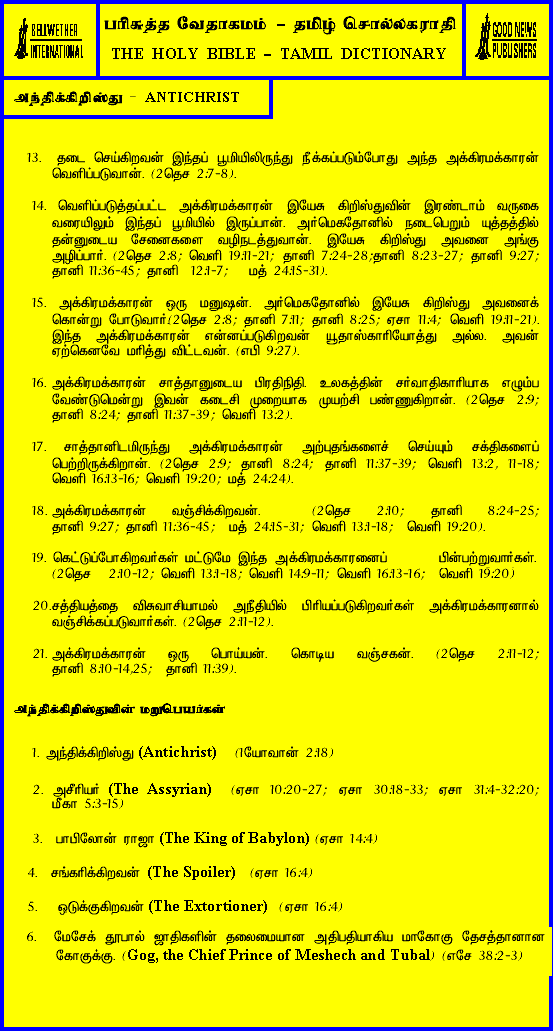 BELLWETHER
INTERNATIONAL
பரிசுத்த வேதாகமம் – தமிழ் சொல்லகராதி
THE HOLY BIBLE – TAMIL DICTIONARY
GOOD NEWS
PUBLISHERS
அந்திக்கிறிஸ்து – ANTICHRIST
13. தடை செய்கிறவன் இந்தப் பூமியிலிருந்து நீக்கப்படும்போது அந்த அக்கிரமக்காரன்
வெளிப்படுவான். (2தெச 2:7-8).
14. வெளிப்படுத்தப்பட்ட அக்கிரமக்காரன் இயேசு கிறிஸ்துவின் இரண்டாம் வருகை
வரையிலும் இந்தப் பூமியில் இருப்பான். அர்மெகதோனில் நடைபெறும் யுத்தத்தில்
தன்னுடைய சேனைகளை வழிநடத்துவான். இயேசு கிறிஸ்து அவனை அங்கு
அழிப்பார். (2தெச 2:8; வெளி 19:11-21; தானி 7:24-28;தானி 8:23-27; தானி 9:27;
தானி 11:36-45; தானி 12:1-7; மத் 24:15-31).
15. அக்கிரமக்காரன் ஒரு மனுஷன். அர்மெகதோனில் இயேசு கிறிஸ்து அவனைக்
கொன்று போடுவார்.(2தெச 2:8; தானி 7:11; தானி 8:25; ஏசா 11:4; வெளி 19:11-21).
இந்த அக்கிரமக்காரன் என்னப்படுகிறவன் யூதாஸ்காரியோத்து அல்ல. அவன்
ஏற்கெனவே மரித்து விட்டவன். (எபி 9:27).
16. அக்கிரமக்காரன் சாத்தானுடைய பிரதிநிதி. உலகத்தின் சர்வாதிகாரியாக எழும்ப
வேண்டுமென்று இவன் கடைசி முறையாக முயற்சி பண்ணுகிறான். (2தெச 2:9;
தானி 8:24; தானி 11:37-39; வெளி 13:2).
17. சாத்தானிடமிருந்து அக்கிரமக்காரன் அற்புதங்களைச் செய்யும் சக்திகளைப்
பெற்றிருக்கிறான். (2தெச 2:9; தானி 8:24; தானி 11:37-39; வெளி 13:2, 11-18;
வெளி 16:13-16; வெளி 19:20; மத் 24:24).
18. அக்கிரமக்காரன் வஞ்சிக்கிறவன். (2தெச 2:10; தானி 8:24-25;
தானி 9:27; தானி 11:36-45; மத் 24:15-31; வெளி 13:1-18; வெளி 19:20).
19. கெட்டுப்போகிறவர்கள் மட்டுமே இந்த அக்கிரமக்காரனைப் பின்பற்றுவார்கள்.
(2தெச 2:10-12; வெளி 13:1-18; வெளி 14:9-11; வெளி 16:13-16; வெளி 19:20)
20.சத்தியத்தை விசுவாசியாமல் அநீதியில் பிரியப்படுகிறவர்கள் அக்கிரமக்காரனால்
வஞ்சிக்கப்படுவார்கள். (2தெச 2:11-12).
21. அக்கிரமக்காரன் ஒரு பொய்யன். கொடிய வஞ்சகன். (2தெச 2:11-12;
தானி 8:10-14,25; தானி 11:39).
அந்திக்கிறிஸ்துவின் மறுபெயர்கள்
1. அந்திக்கிறிஸ்து (Antichrist) (1யோவான் 2:18)
2. அசீரியர் (The Assyrian) (ஏசா 10:20-27; ஏசா 30:18-33; ஏசா 31:4-32:20;
மீகா 5:3-15)
3. பாபிலோன் ராஜா (The King of Babylon) (ஏசா 14:4)
4. சங்கரிக்கிறவன் (The Spoiler) (ஏசா 16:4)
5. ஒடுக்குகிறவன் (The Extortioner) (ஏசா 16:4)
6. மேசேக் தூபால் ஜாதிகளின் தலைமையான அதிபதியாகிய மாகோகு தேசத்தானான
கோகுக்கு. (Gog, the Chief Prince of Meshech and Tubal) (எசே 38:2-3)